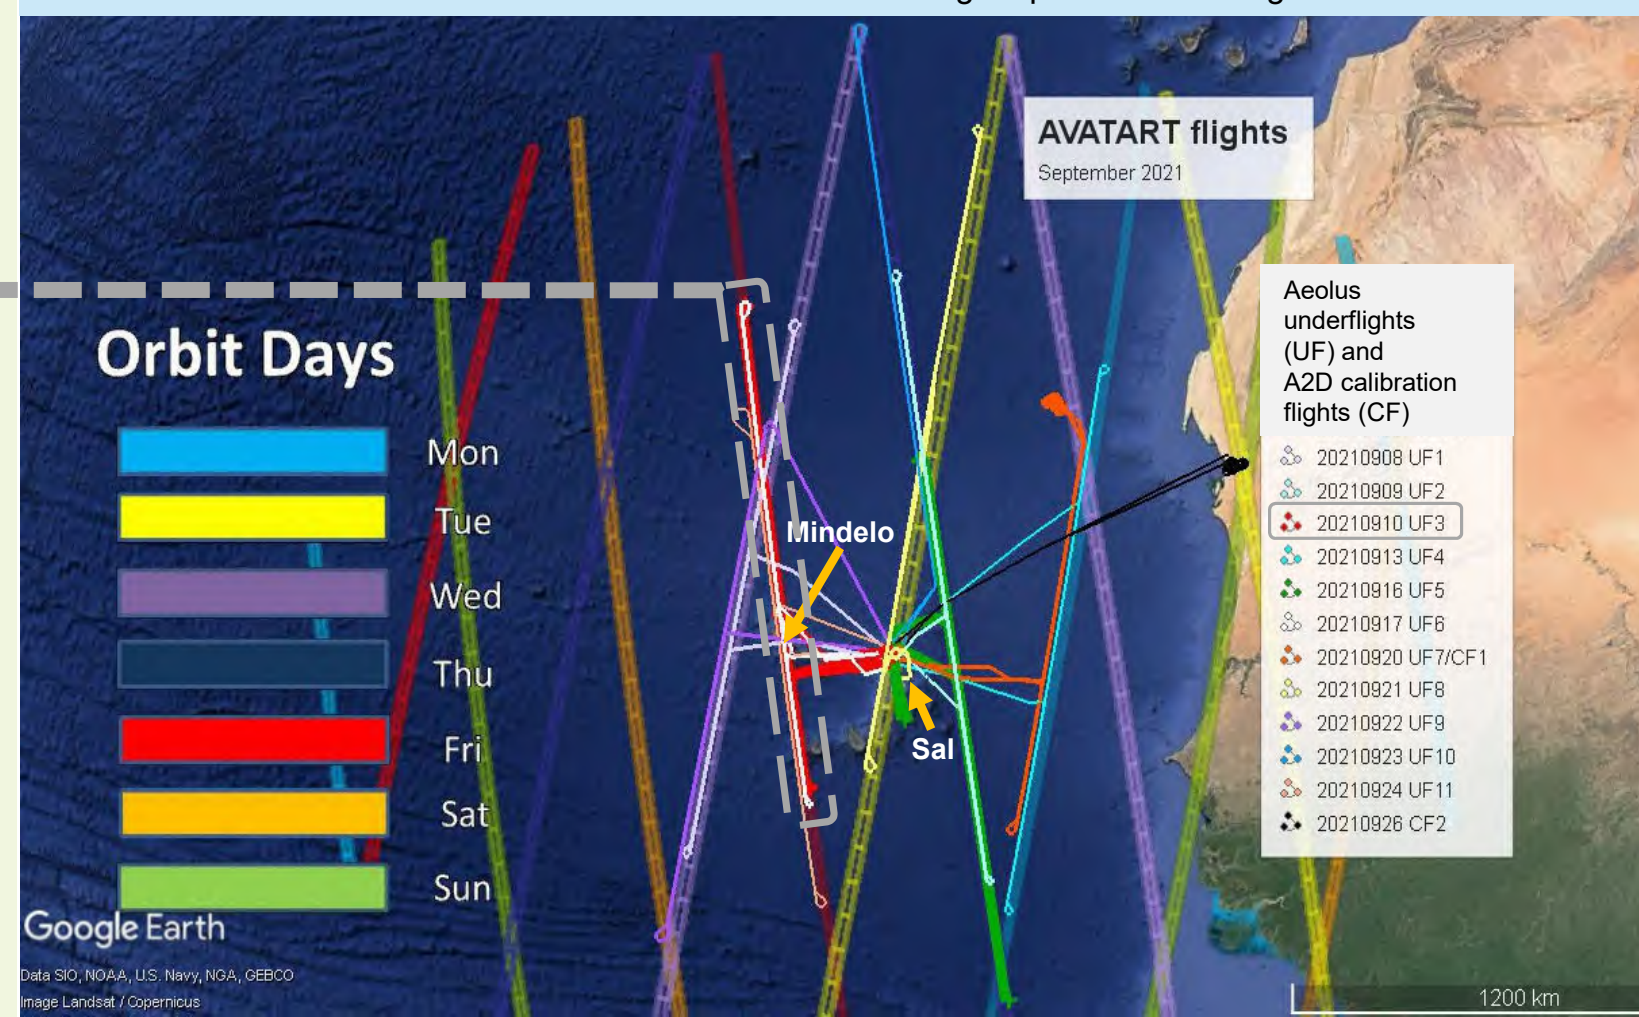 AVATART flights
September 2021
Aeolus
underflights
(UF) and
A2D calibration
flights (CF)
20210908 UF1
20210909 UF2
20210910 UF3
20210913 UF4
20210916 UF5
20210917 UF6
20210920 UF7/CF1
20210921 UF8
20210922 UF9
20210923 UF10
20210924 UF11
20210926 CF2
Orbit Days
Mon
Tue
Wed
Thu
Fri
Sat
Sun
Mindelo
Sal
Google Earth
Data SIO, NOAA, U.S. Navy, NGA, GEBCO
Image Landsat / Copernicus
1200 km